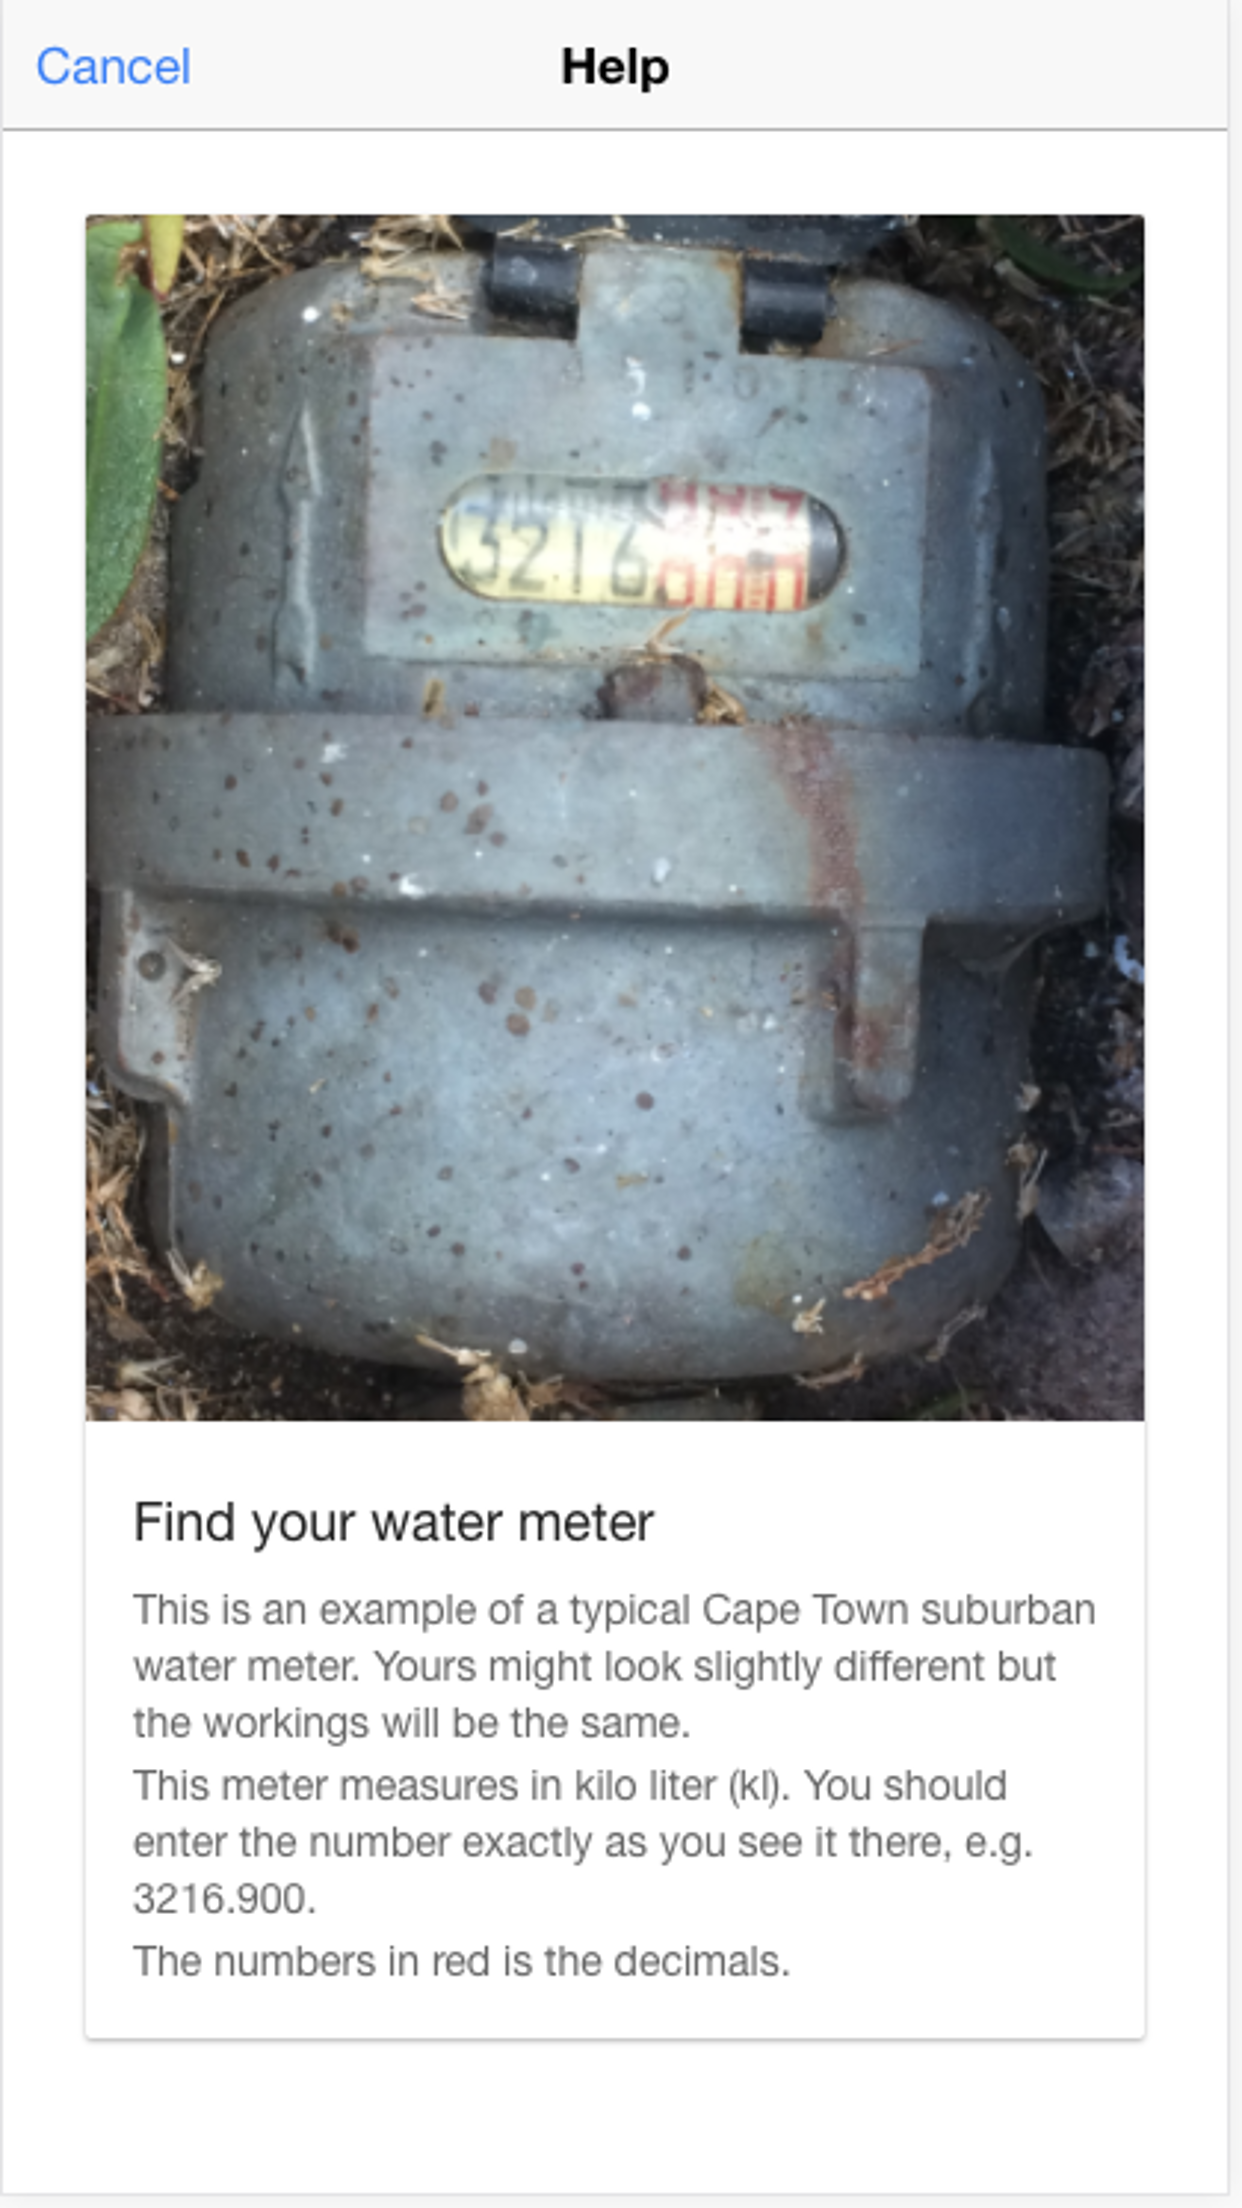 Cancel
Help
3216
Find your water meter
This is an example of a typical Cape Town suburban
water meter. Yours might look slightly different but
the workings will be the same.
This meter measures in kilo liter (kl). You should
enter the number exactly as you see it there, e.g.
3216.900.
The numbers in red is the decimals.